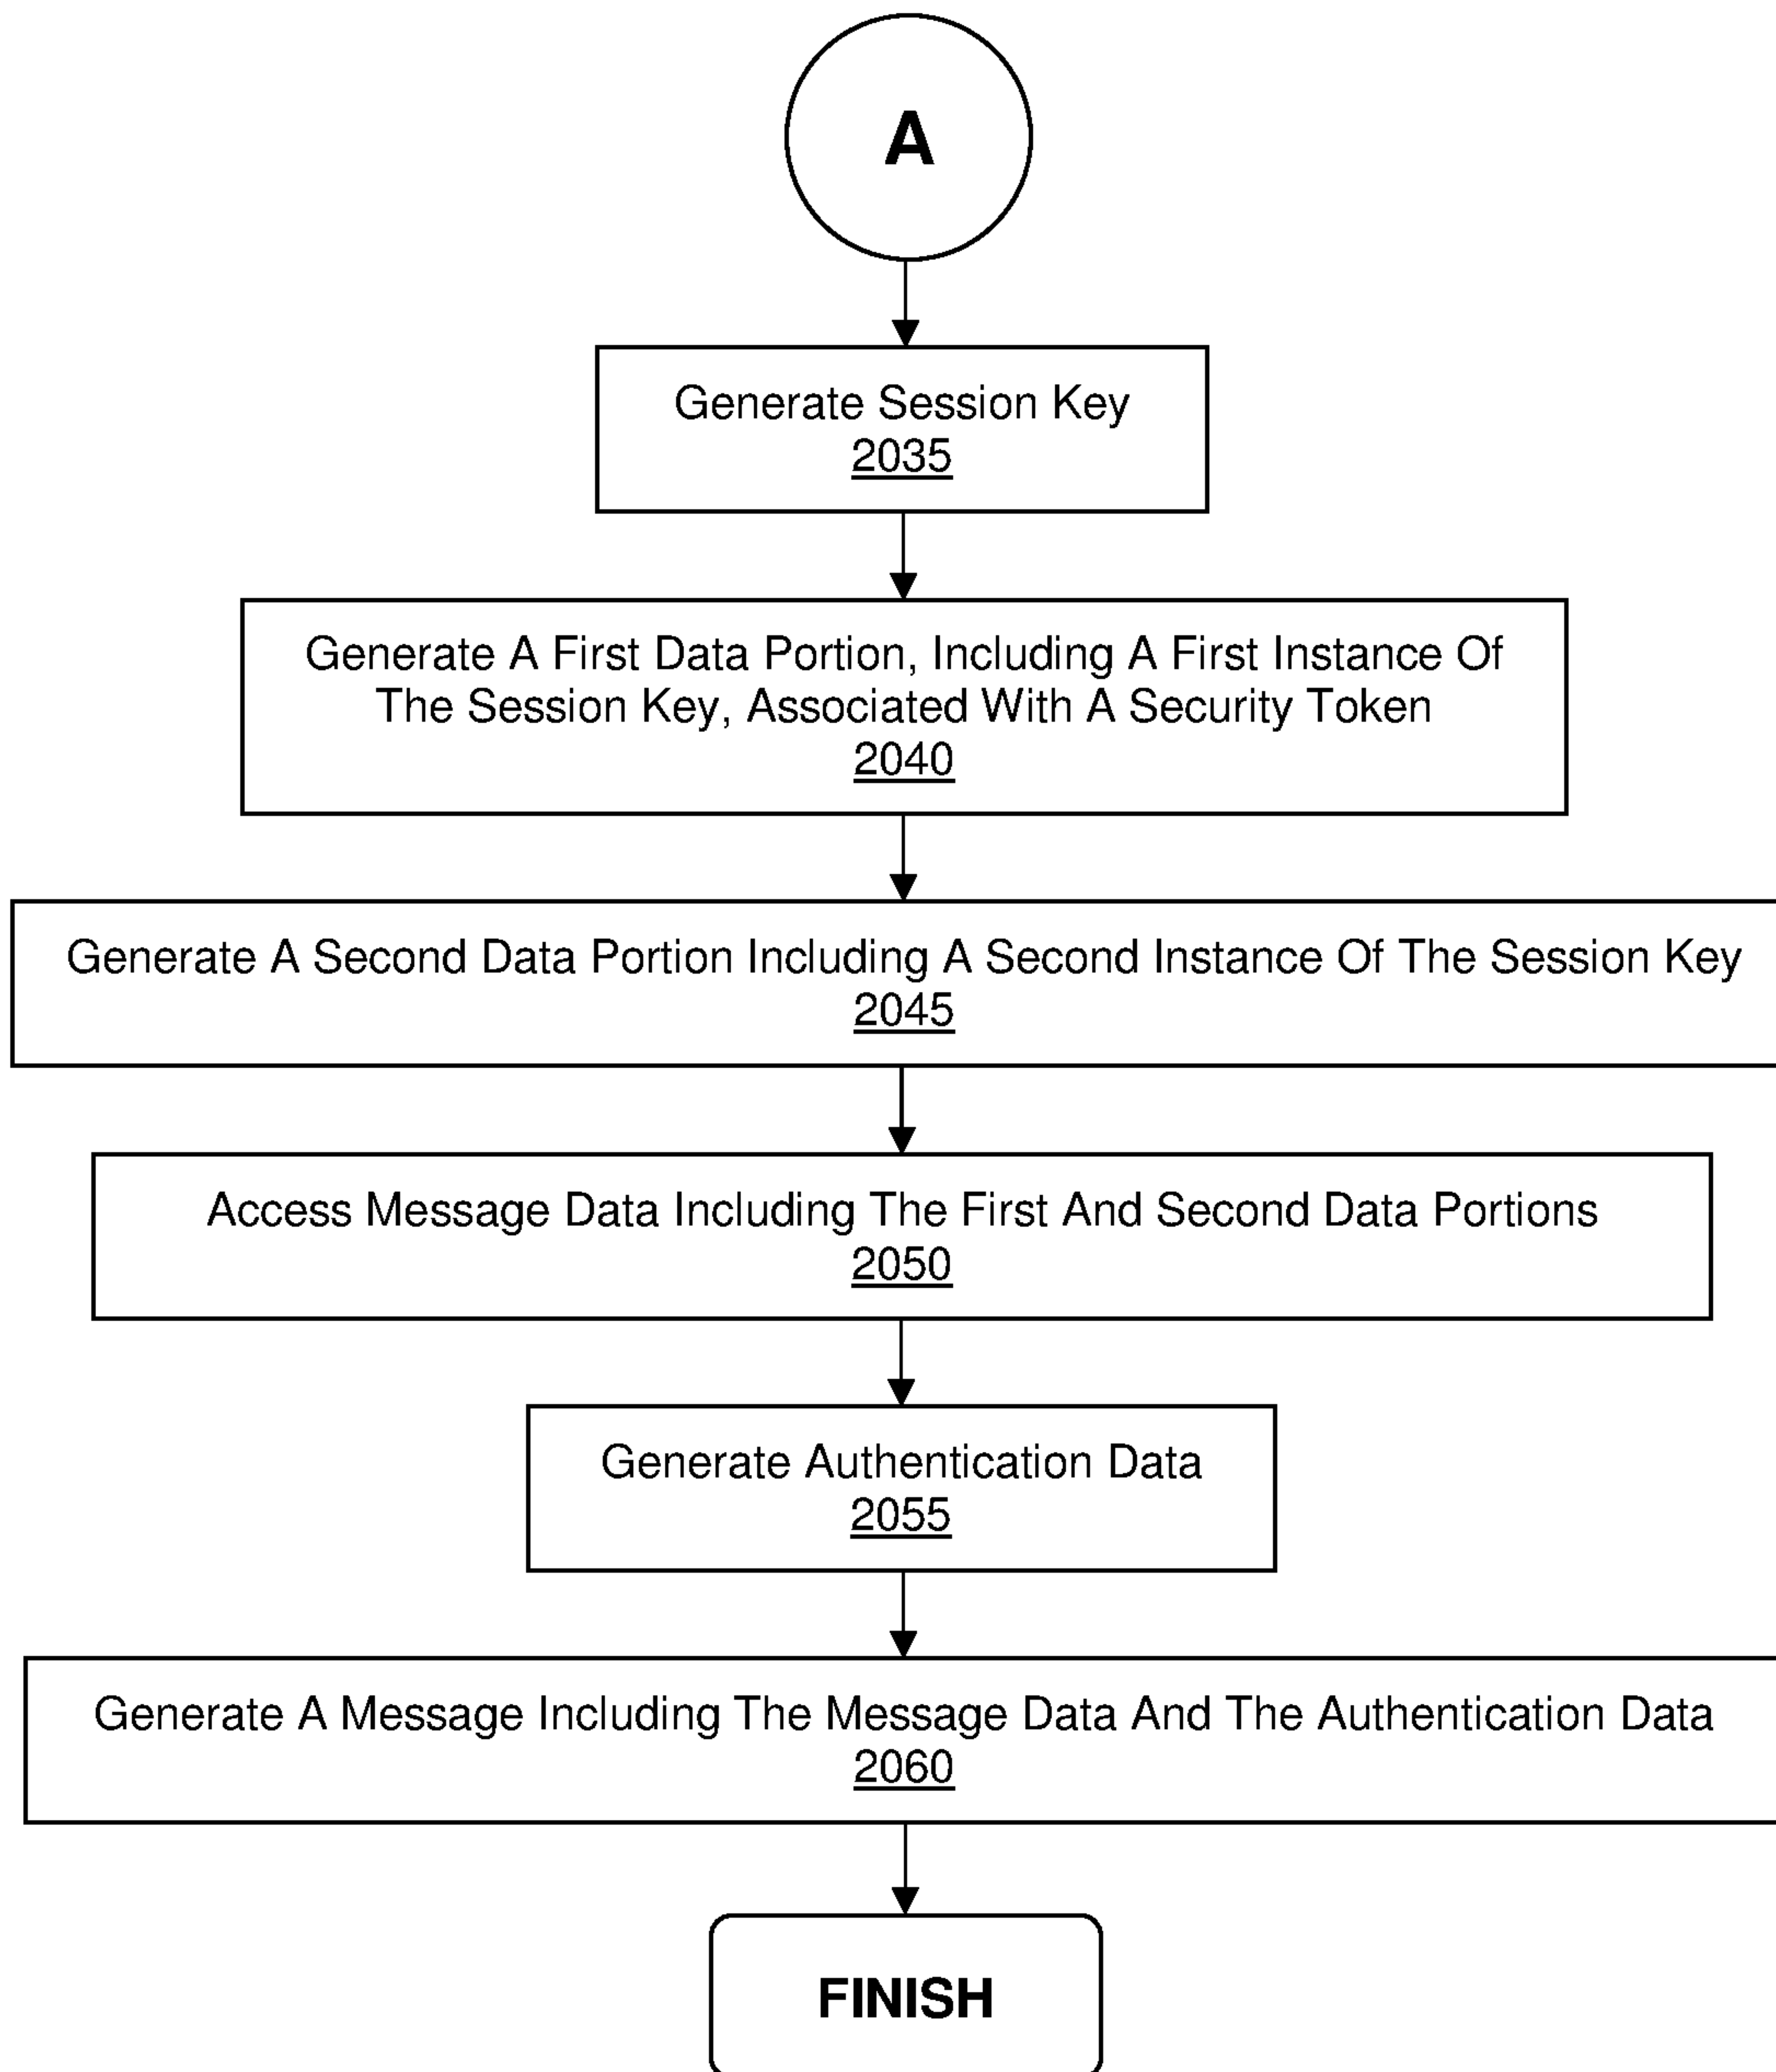 A
Generate Session Key
2035
Generate A First Data Portion, Including A First Instance Of
The Session Key, Associated With A Security Token
2040
Generate A Second Data Portion Including A Second Instance Of The Session Key
2045
Access Message Data Including The First And Second Data Portions
2050
Generate Authentication Data
2055
Generate A Message Including The Message Data And The Authentication Data
2060
FINISH